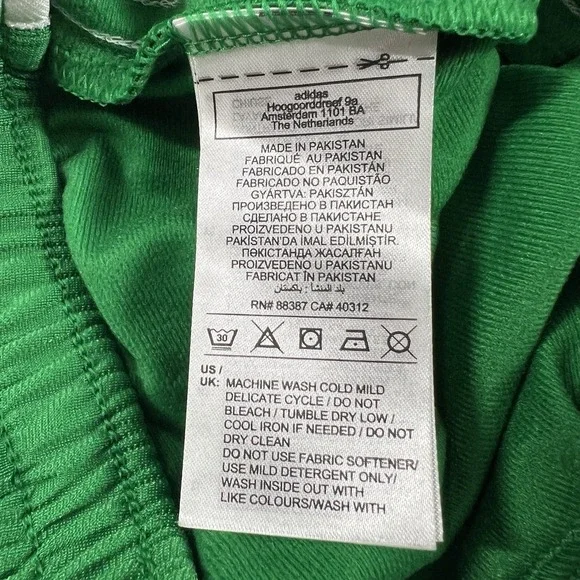 adidas
Hoogoorddreef 9a
Amsterdam 1101 BA
The Netherlands
MADE IN PAKISTAN
FABRIQUÉ AU PAKISTAN
FABRICADO EN PAKISTÁN
FABRICADO NO PAQUISTÃO
GYÁRTVA: PAKISZTÁN
ПРОИЗВЕДЕНО В ПАКИСТАН
СДЕЛАНО В ПАКИСТАНЕ
PROIZVEDENO U PAKISTANU
PAKİSTAN'DA İMAL EDİLMİŞTİR.
ПӘКІСТАНДА ЖАСАЛҒАН
PROIZVEDENO U PAKISTANU
FABRICAT ÎN PAKISTAN
بلد المنشأ: باكستان
RN# 88387 CA# 40312
30
US /
UK: MACHINE WASH COLD MILD
DELICATE CYCLE / DO NOT
BLEACH / TUMBLE DRY LOW /
COOL IRON IF NEEDED / DO NOT
DRY CLEAN
DO NOT USE FABRIC SOFTENER/
USE MILD DETERGENT ONLY/
WASH INSIDE OUT WITH
LIKE COLOURS/WASH WITH